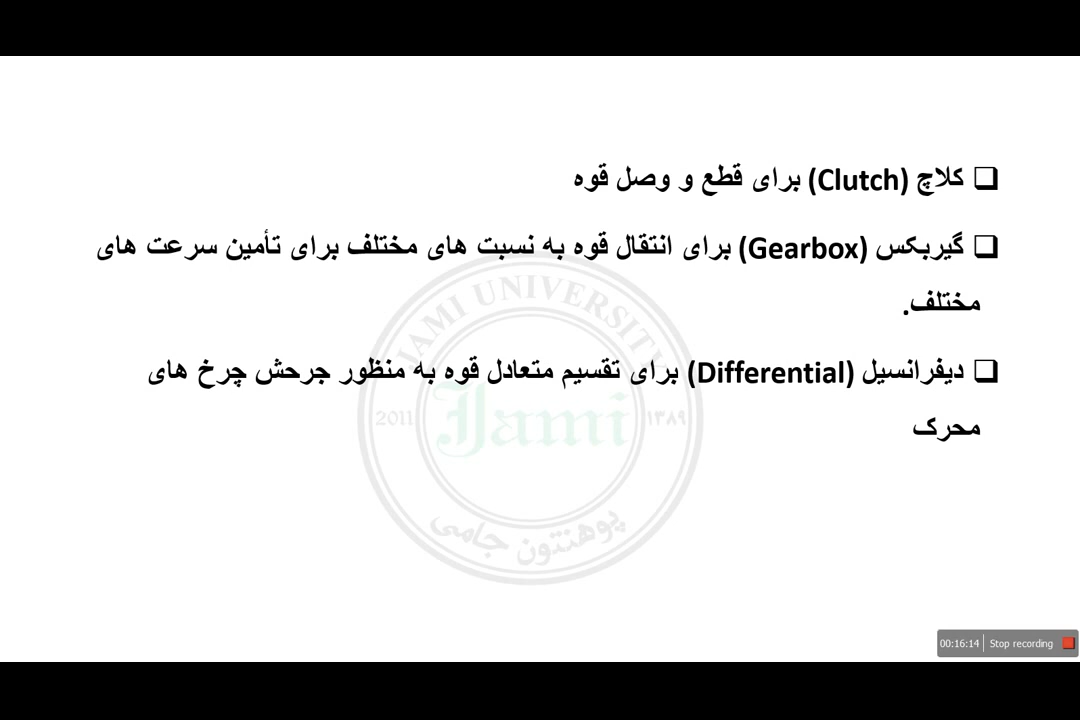 ❑ کلاچ (Clutch) برای قطع و وصل قوه
❑ گیربکس (Gearbox) برای انتقال قوه به نسبت های مختلف برای تأمین سرعت های
مختلف.
❑ دیفرانسیل (Differential) برای تقسیم متعادل قوه به منظور جرحش چرخ های
محرک
JAMI UNIVERSITY
2011 Jami ۱۳۸۹
پوهنتون جامی
00:16:14 Stop recording